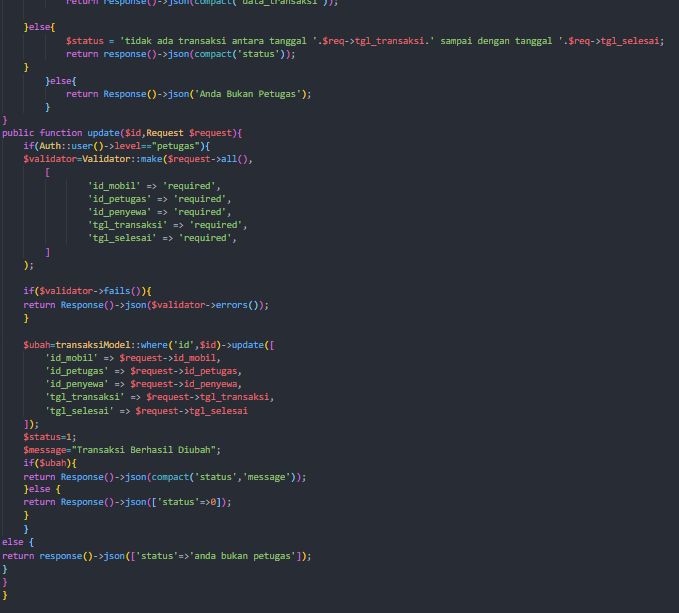 return response()->json(compact('data_transaksi'));
}else{
$status = 'tidak ada transaksi antara tanggal '.$req->tgl_transaksi.' sampai dengan tanggal '.$req->tgl_selesai;
return response()->json(compact('status'));
}
}else{
return Response()->json('Anda Bukan Petugas');
}
}
public function update($id,Request $request){
if(Auth::user()->level=="petugas"){
$validator=Validator::make($request->all(),
[
'id_mobil' => 'required',
'id_petugas' => 'required',
'id_penyewa' => 'required',
'tgl_transaksi' => 'required',
'tgl_selesai' => 'required',
]
);
if($validator->fails()){
return Response()->json($validator->errors());
}
$ubah=transaksiModel::where('id',$id)->update([
'id_mobil' => $request->id_mobil,
'id_petugas' => $request->id_petugas,
'id_penyewa' => $request->id_penyewa,
'tgl_transaksi' => $request->tgl_transaksi,
'tgl_selesai' => $request->tgl_selesai
]);
$status=1;
$message="Transaksi Berhasil Diubah";
if($ubah){
return Response()->json(compact('status','message'));
}else {
return Response()->json(['status'=>0]);
}
}
else {
return response()->json(['status'=>'anda bukan petugas']);
}
}
}